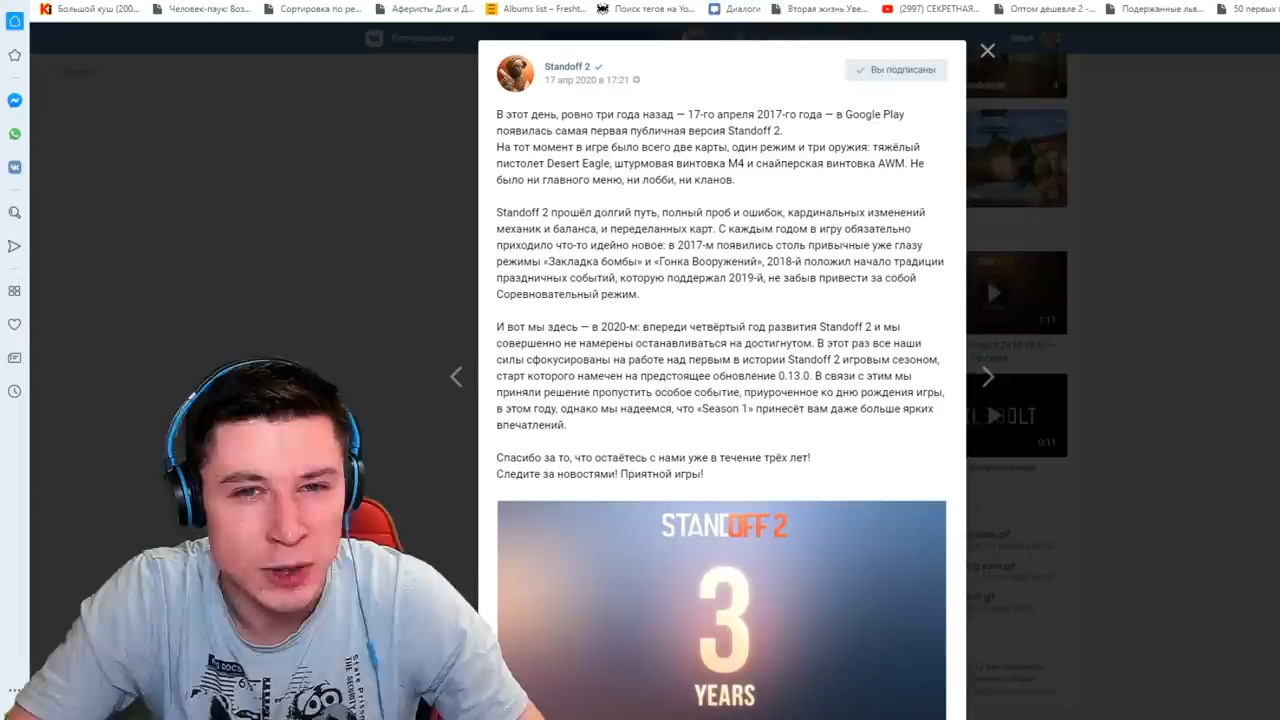 Большой куш (200...
Человек-паук: Воз...
Сортировка по ре...
Аферисты Дик и Д...
Albums list – Fresht...
Поиск тегов на Yo...
Диалоги
Вторая жизнь Уве...
(2997) СЕКРЕТНАЯ...
Оптом дешевле 2 -...
Подержанные льв...
50 первых
Standoff 2
17 апр 2020 в 17:21
Вы подписаны
В этот день, ровно три года назад — 17-го апреля 2017-го года — в Google Play
появилась самая первая публичная версия Standoff 2.
На тот момент в игре было всего две карты, один режим и три оружия: тяжёлый
пистолет Desert Eagle, штурмовая винтовка M4 и снайперская винтовка AWM. Не
было ни главного меню, ни лобби, ни кланов.
Standoff 2 прошёл долгий путь, полный проб и ошибок, кардинальных изменений
механик и баланса, и переделанных карт. С каждым годом в игру обязательно
приходило что-то идейно новое: в 2017-м появились столь привычные уже глазу
режимы «Закладка бомбы» и «Гонка Вооружений», 2018-й положил начало традиции
праздничных событий, которую поддержал 2019-й, не забыв привести за собой
Соревновательный режим.
И вот мы здесь — в 2020-м: впереди четвёртый год развития Standoff 2 и мы
совершенно не намерены останавливаться на достигнутом. В этот раз все наши
силы сфокусированы на работе над первым в истории Standoff 2 игровым сезоном,
старт которого намечен на предстоящее обновление 0.13.0. В связи с этим мы
приняли решение пропустить особое событие, приуроченное ко дню рождения игры,
в этом году, однако мы надеемся, что «Season 1» принесёт вам даже больше ярких
впечатлений.
Спасибо за то, что остаётесь с нами уже в течение трёх лет!
Следите за новостями! Приятной игры!
STANDOFF 2
3
YEARS
4
1:11
0:11